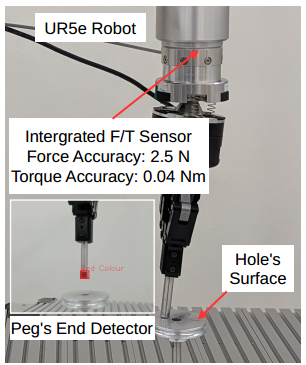 UR5e Robot
Intergrated F/T Sensor
Force Accuracy: 2.5 N
Torque Accuracy: 0.04 Nm
Red Colour
Hole's
Surface
Peg's End Detector